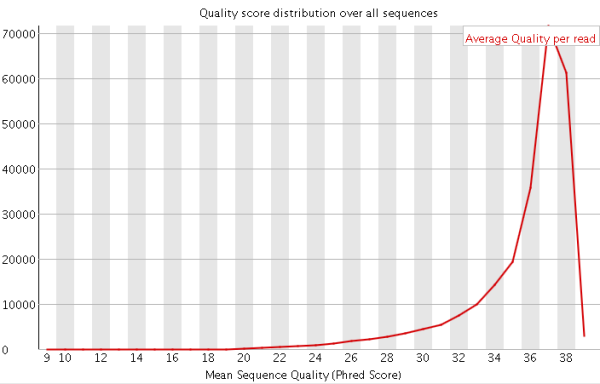 Quality score distribution over all sequences
Average Quality per read
70000
60000
50000
40000
30000
20000
10000
0
9 10 12 14 16 18 20 22 24 26 28 30 32 34 36 38
Mean Sequence Quality (Phred Score)